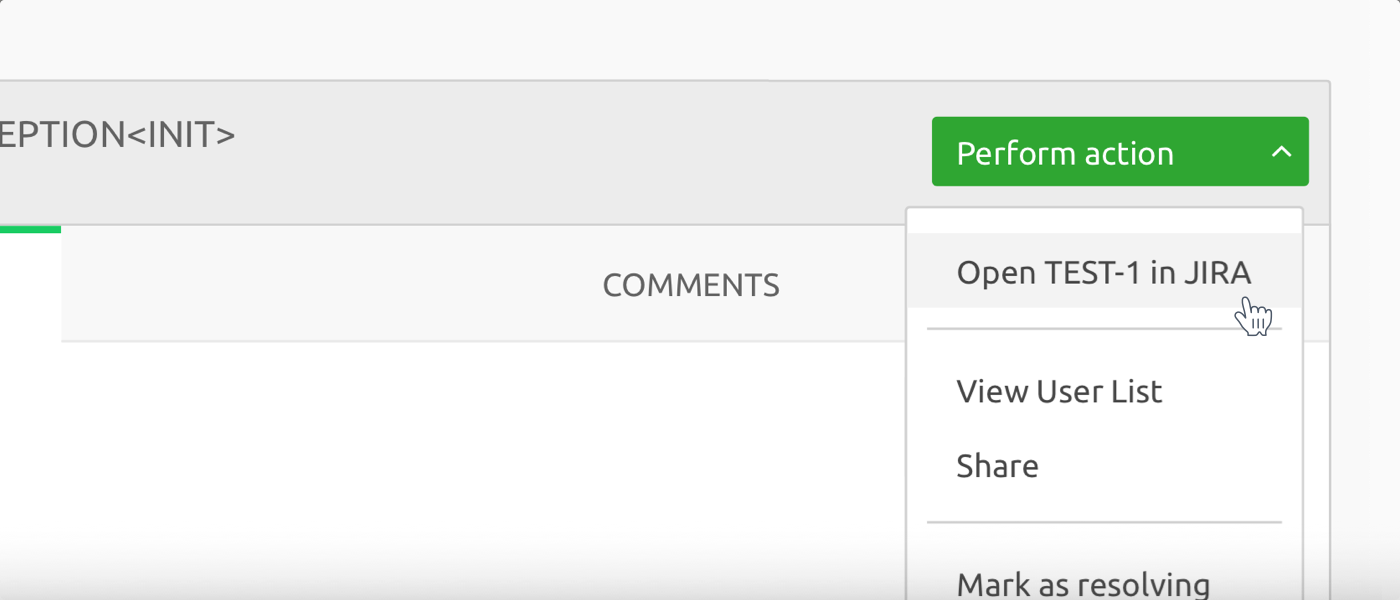 EPTION<INIT>
Perform action
COMMENTS
Open TEST-1 in JIRA
View User List
Share
Mark as resolving